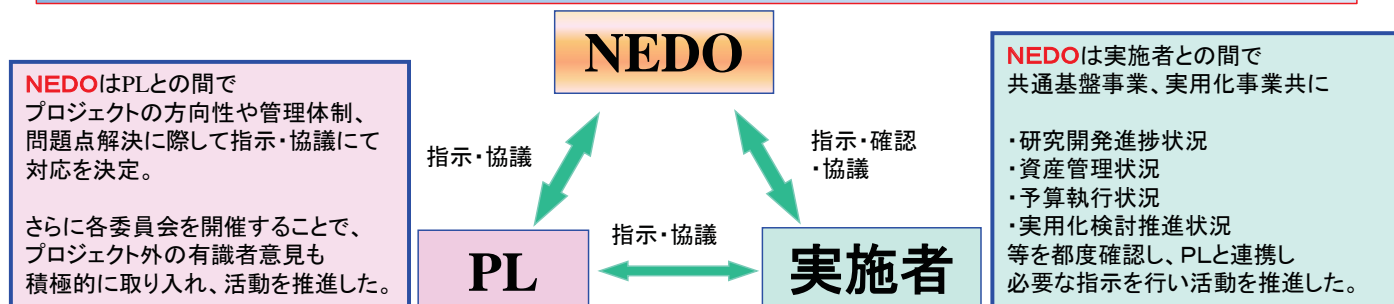 NEDO
NEDOはPLとの間で
プロジェクトの方向性や管理体制、
問題点解決に際して指示・協議にて
対応を決定。
さらに各委員会を開催することで、
プロジェクト外の有識者意見も
積極的に取り入れ、活動を推進した。
指示・協議
指示・確認
・協議
指示・協議
PL
実施者
NEDOは実施者との間で
共通基盤事業、実用化事業共に
・研究開発進捗状況
・資産管理状況
・予算執行状況
・実用化検討推進状況
等を都度確認し、PLと連携し
必要な指示を行い活動を推進した。